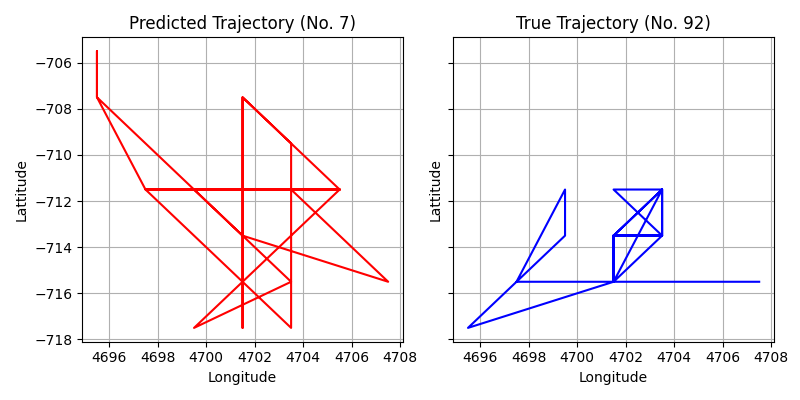 Predicted Trajectory (No. 7)
True Trajectory (No. 92)
−706
−708
−710
−712
−714
−716
−718
Lattitude
Lattitude
4696 4698 4700 4702 4704 4706 4708
4696 4698 4700 4702 4704 4706 4708
Longitude
Longitude